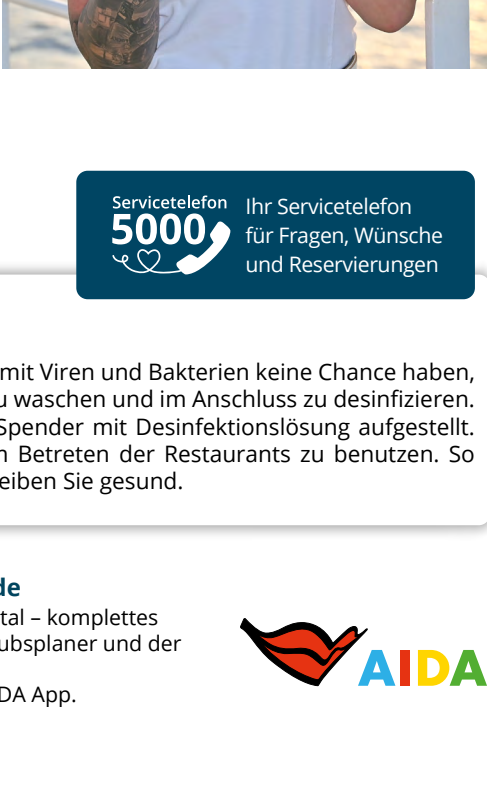 Servicetelefon
5000
Ihr Servicetelefon
für Fragen, Wünsche
und Reservierungen
mit Viren und Bakterien keine Chance haben,
waschen und im Anschluss zu desinfizieren.
Spender mit Desinfektionslösung aufgestellt.
Betreten der Restaurants zu benutzen. So
eiben Sie gesund.
de
tal – komplettes
ubsplaner und der
DA App.
AIDA